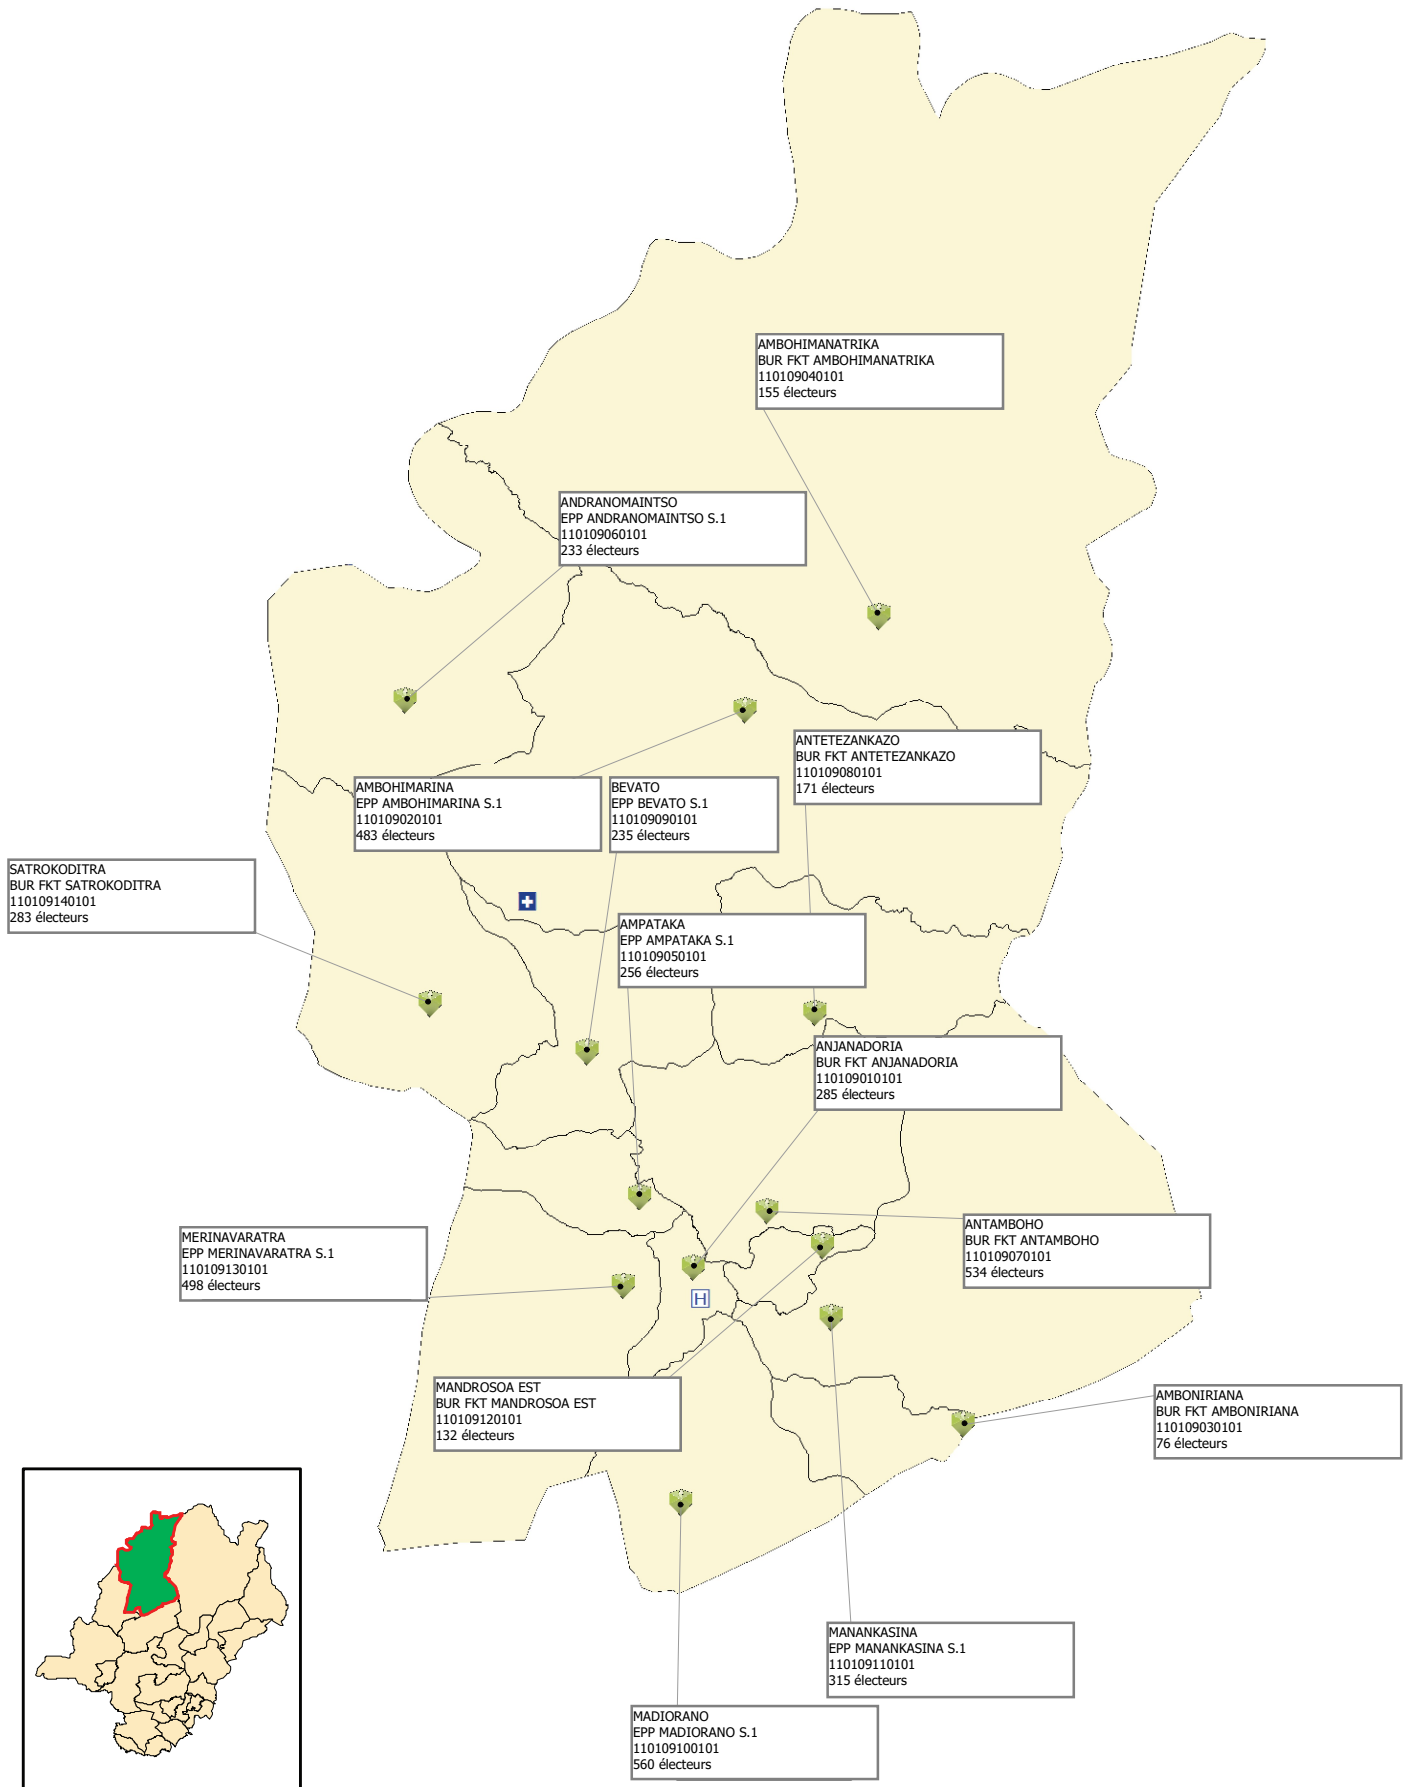 AMBOHIMANATRIKA
BUR FKT AMBOHIMANATRIKA
110109040101
155 électeurs
ANDRANOMAINTSO
EPP ANDRANOMAINTSO S.1
110109060101
233 électeurs
ANTETEZANKAZO
BUR FKT ANTETEZANKAZO
110109080101
171 électeurs
AMBOHIMARINA
EPP AMBOHIMARINA S.1
110109020101
483 électeurs
BEVATO
EPP BEVATO S.1
110109090101
235 électeurs
SATROKODITRA
BUR FKT SATROKODITRA
110109140101
283 électeurs
AMPATAKA
EPP AMPATAKA S.1
110109050101
256 électeurs
ANJANADORIA
BUR FKT ANJANADORIA
110109010101
285 électeurs
ANTAMBOHO
BUR FKT ANTAMBOHO
110109070101
534 électeurs
MERINAVARATRA
EPP MERINAVARATRA S.1
110109130101
498 électeurs
H
MANDROSOA EST
BUR FKT MANDROSOA EST
110109120101
132 électeurs
AMBONIRIANA
BUR FKT AMBONIRIANA
110109030101
76 électeurs
MANANKASINA
EPP MANANKASINA S.1
110109110101
315 électeurs
MADIORANO
EPP MADIORANO S.1
110109100101
560 électeurs